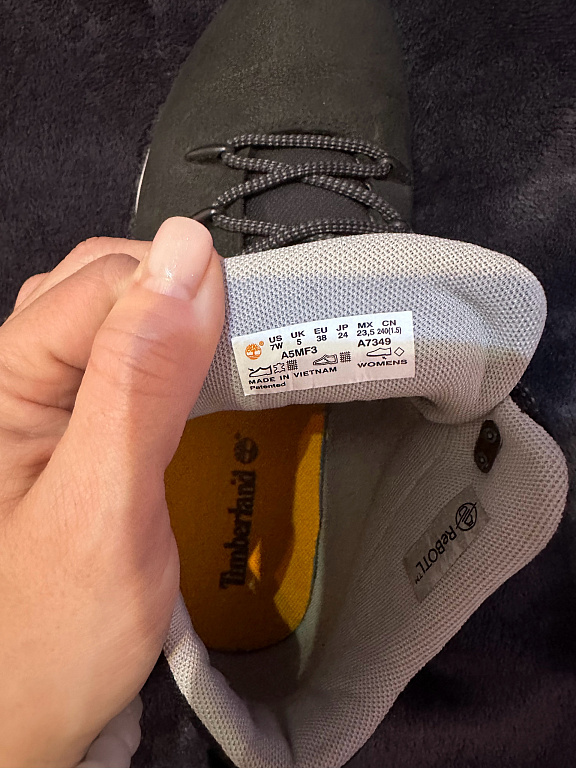 US UK EU JP MX CN
7W 5 38 24 23,5 240(1.5)
A5MF3 A7349
MADE IN VIETNAM WOMENS
Patented
Timberland
ReBOTL™